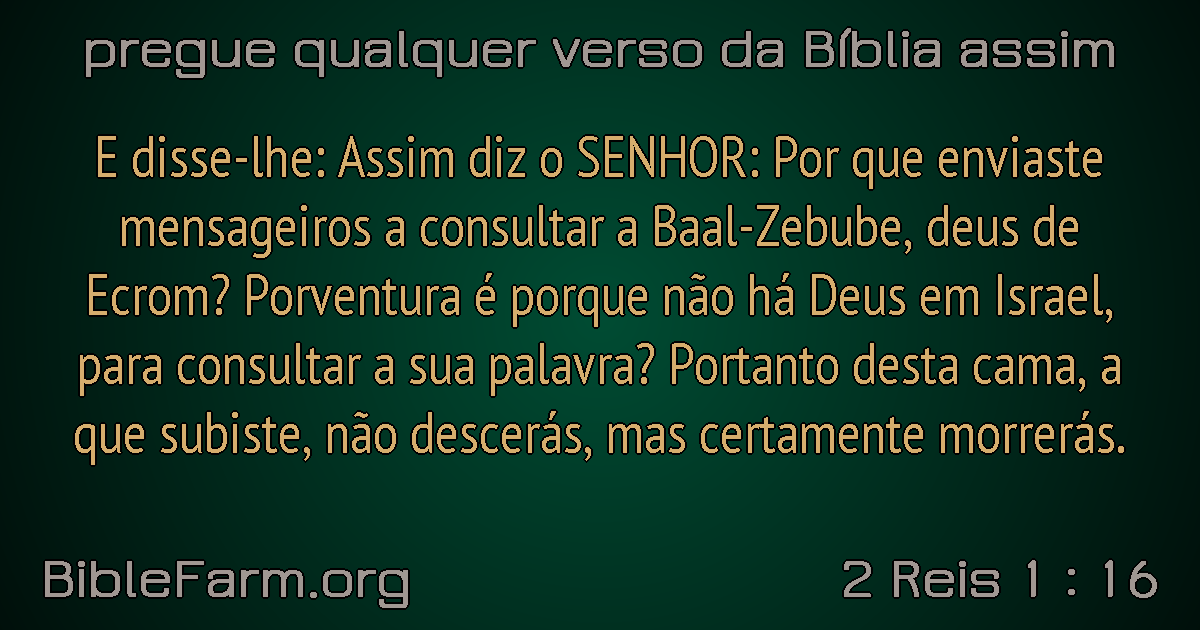 pregue qualquer verso da Bíblia assim
E disse-lhe: Assim diz o SENHOR: Por que enviaste
mensageiros a consultar a Baal-Zebube, deus de
Ecrom? Porventura é porque não há Deus em Israel,
para consultar a sua palavra? Portanto desta cama, a
que subiste, não descerás, mas certamente morrerás.
BibleFarm.org
2 Reis 1 : 16